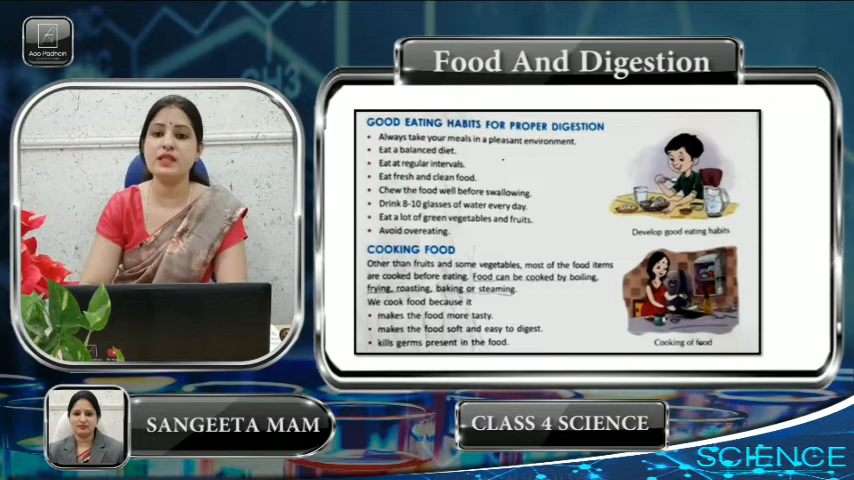 Aao Padhein
CH3
Food And Digestion
GOOD EATING HABITS FOR PROPER DIGESTION
• Always take your meals in a pleasant environment.
• Eat a balanced diet.
• Eat at regular intervals.
• Eat fresh and clean food.
• Chew the food well before swallowing.
• Drink 8-10 glasses of water every day.
• Eat a lot of green vegetables and fruits.
• Avoid overeating.
Develop good eating habits
COOKING FOOD
Other than fruits and some vegetables, most of the food items
are cooked before eating. Food can be cooked by boiling,
frying, roasting, baking or steaming.
We cook food because it
• makes the food more tasty.
• makes the food soft and easy to digest.
• kills germs present in the food.
Cooking of food
SANGEETA MAM
CLASS 4 SCIENCE
SCIENCE